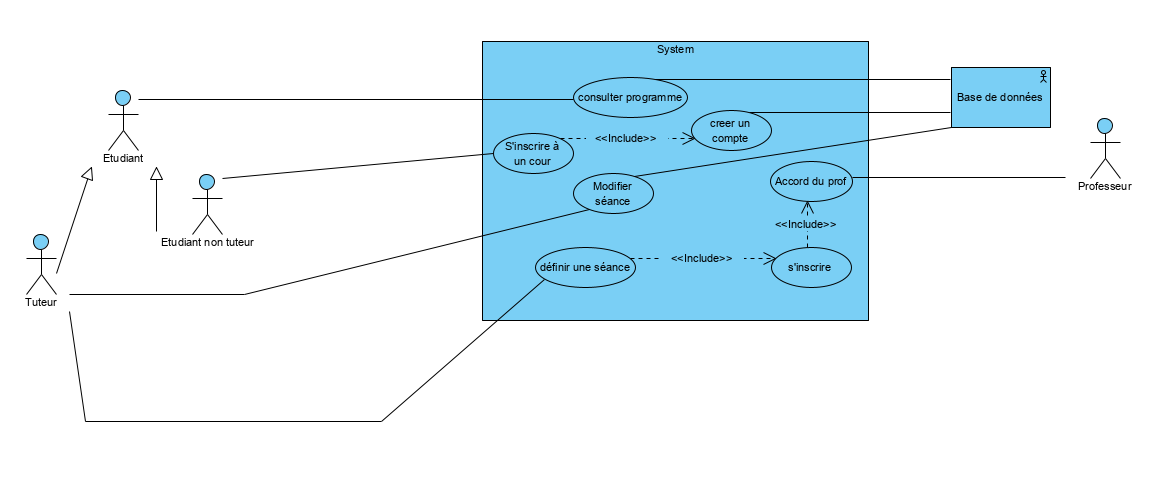 System
consulter programme
Base de données
creer un
compte
<<Include>>
S'inscrire à
un cour
Etudiant
Modifier
séance
Accord du prof
Professeur
<<Include>>
Etudiant non tuteur
définir une séance
<<Include>>
s'inscrire
Tuteur